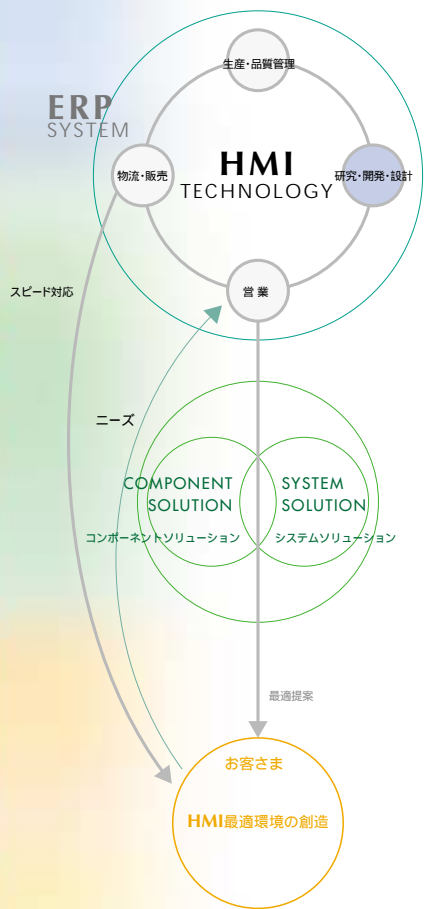 生産・品質管理
ERP
SYSTEM
HMI
TECHNOLOGY
物流・販売
研究・開発・設計
営業
スピード対応
ニーズ
COMPONENT
SOLUTION
コンポーネントソリューション
SYSTEM
SOLUTION
システムソリューション
最適提案
お客さま
HMI最適環境の創造